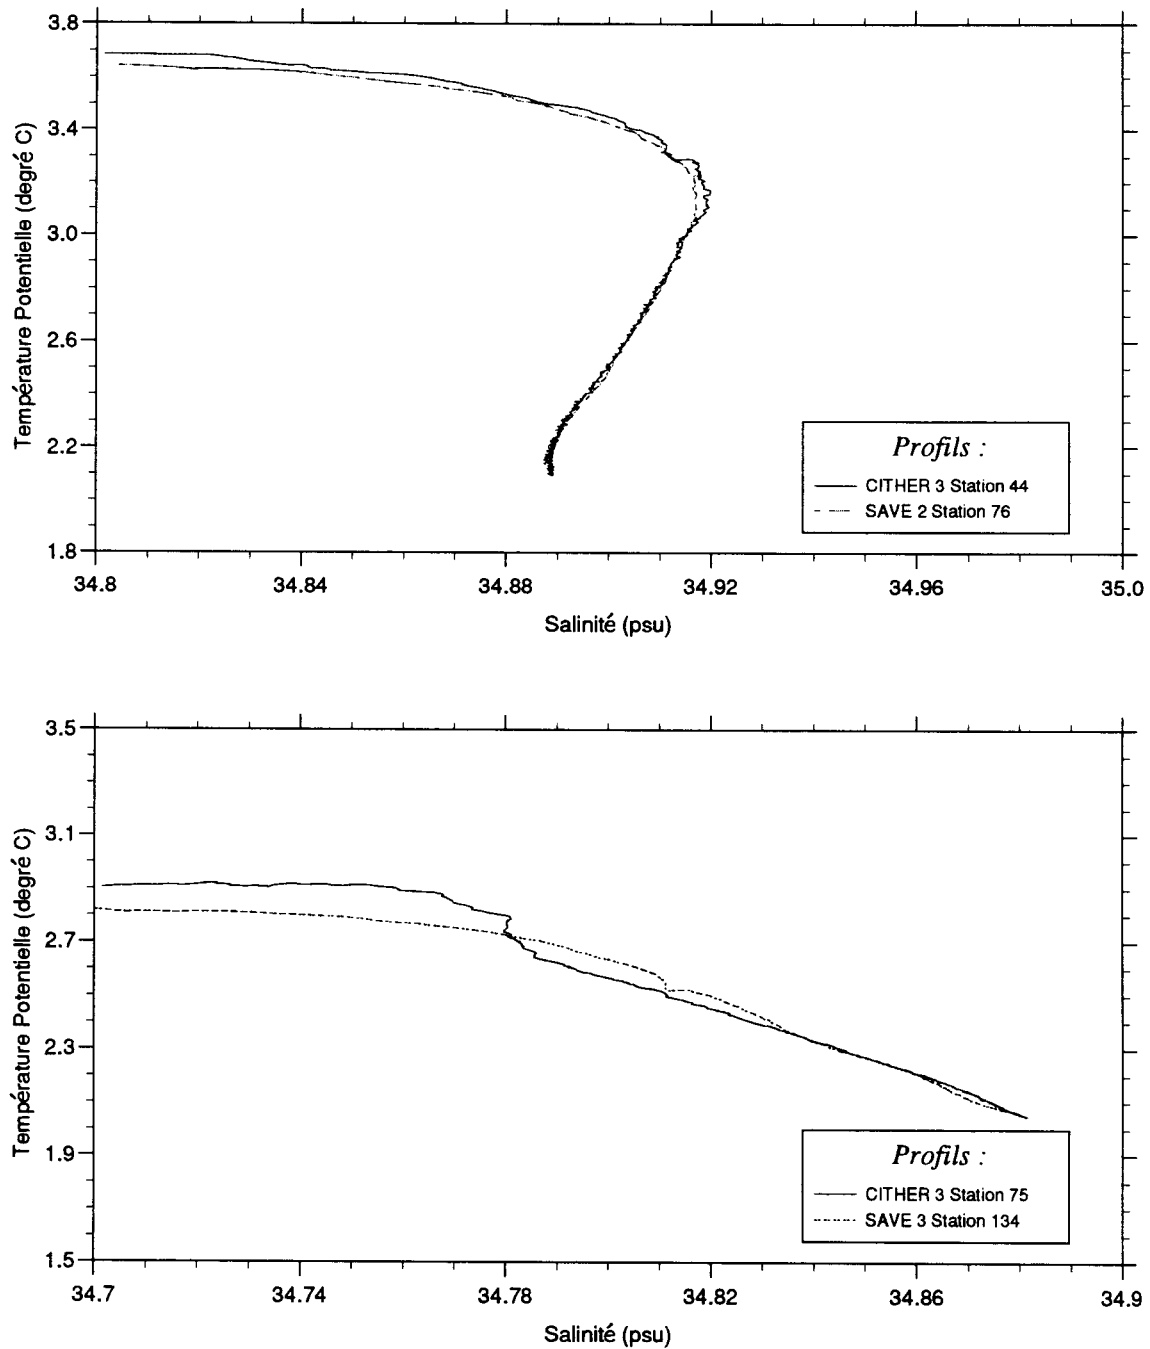 3.8
3.4
3.0
2.6
2.2
1.8
Température Potentielle (degré C)
Profils :
CITHER 3 Station 44
SAVE 2 Station 76
34.8 34.84 34.88 34.92 34.96 35.0
Salinité (psu)
3.5
3.1
2.7
2.3
1.9
1.5
Température Potentielle (degré C)
Profils :
CITHER 3 Station 75
SAVE 3 Station 134
34.7 34.74 34.78 34.82 34.86 34.9
Salinité (psu)